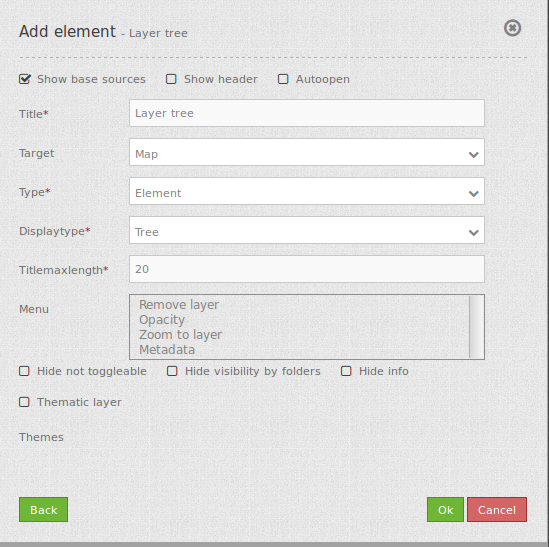 Add element - Layer tree
Show base sources Show header Autoopen
Title* Layer tree
Target Map
Type* Element
Displaytype* Tree
Titlemaxlength* 20
Menu Remove layer
Opacity
Zoom to layer
Metadata
Hide not toggleable Hide visibility by folders Hide info
Thematic layer
Themes
Back Ok Cancel